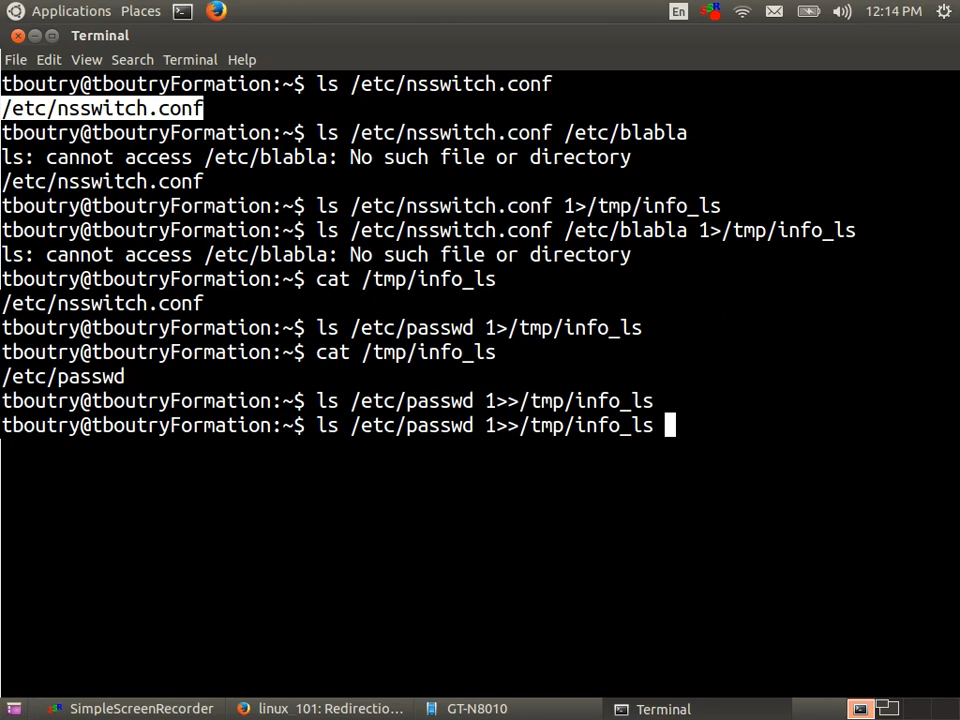 Applications Places En 12:14 PM
Terminal
File Edit View Search Terminal Help
tboutry@tboutryFormation:~$ ls /etc/nsswitch.conf
/etc/nsswitch.conf
tboutry@tboutryFormation:~$ ls /etc/nsswitch.conf /etc/blabla
ls: cannot access /etc/blabla: No such file or directory
/etc/nsswitch.conf
tboutry@tboutryFormation:~$ ls /etc/nsswitch.conf 1>/tmp/info_ls
tboutry@tboutryFormation:~$ ls /etc/nsswitch.conf /etc/blabla 1>/tmp/info_ls
ls: cannot access /etc/blabla: No such file or directory
tboutry@tboutryFormation:~$ cat /tmp/info_ls
/etc/nsswitch.conf
tboutry@tboutryFormation:~$ ls /etc/passwd 1>/tmp/info_ls
tboutry@tboutryFormation:~$ cat /tmp/info_ls
/etc/passwd
tboutry@tboutryFormation:~$ ls /etc/passwd 1>>/tmp/info_ls
tboutry@tboutryFormation:~$ ls /etc/passwd 1>>/tmp/info_ls
SimpleScreenRecorder linux_101: Redirectio... GT-N8010 Terminal